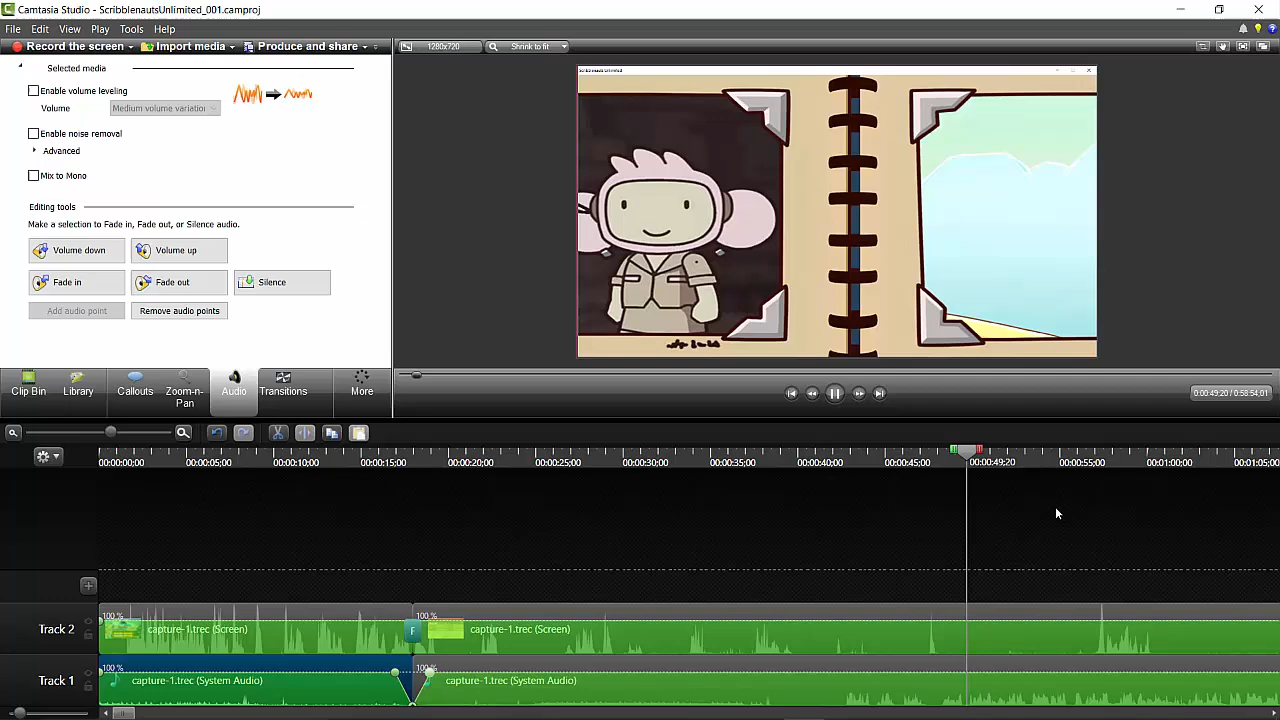 Camtasia Studio - ScribblenautsUnlimited_001.camproj
File Edit View Play Tools Help
Record the screen Import media Produce and share
1280x720 Shrink to fit
Selected media
Enable volume leveling
Volume Medium volume variation
Enable noise removal
Advanced
Mix to Mono
Editing tools
Make a selection to Fade in, Fade out, or Silence audio.
Volume down Volume up
Fade in Fade out Silence
Add audio point Remove audio points
Clip Bin Library Callouts Zoom-n-Pan Audio Transitions More
0:00:49;20 / 0:58:54;01
00:00:00;00 00:00:05;00 00:00:10;00 00:00:15;00 00:00:20;00 00:00:25;00 00:00:30;00 00:00:35;00 00:00:40;00 00:00:45;00 00:00:49;20 00:00:55;00 00:01:00;00 00:01:05;00
100 % 100 %
Track 2 capture-1.trec (Screen) F capture-1.trec (Screen)
100 % 100 %
Track 1 capture-1.trec (System Audio) capture-1.trec (System Audio)